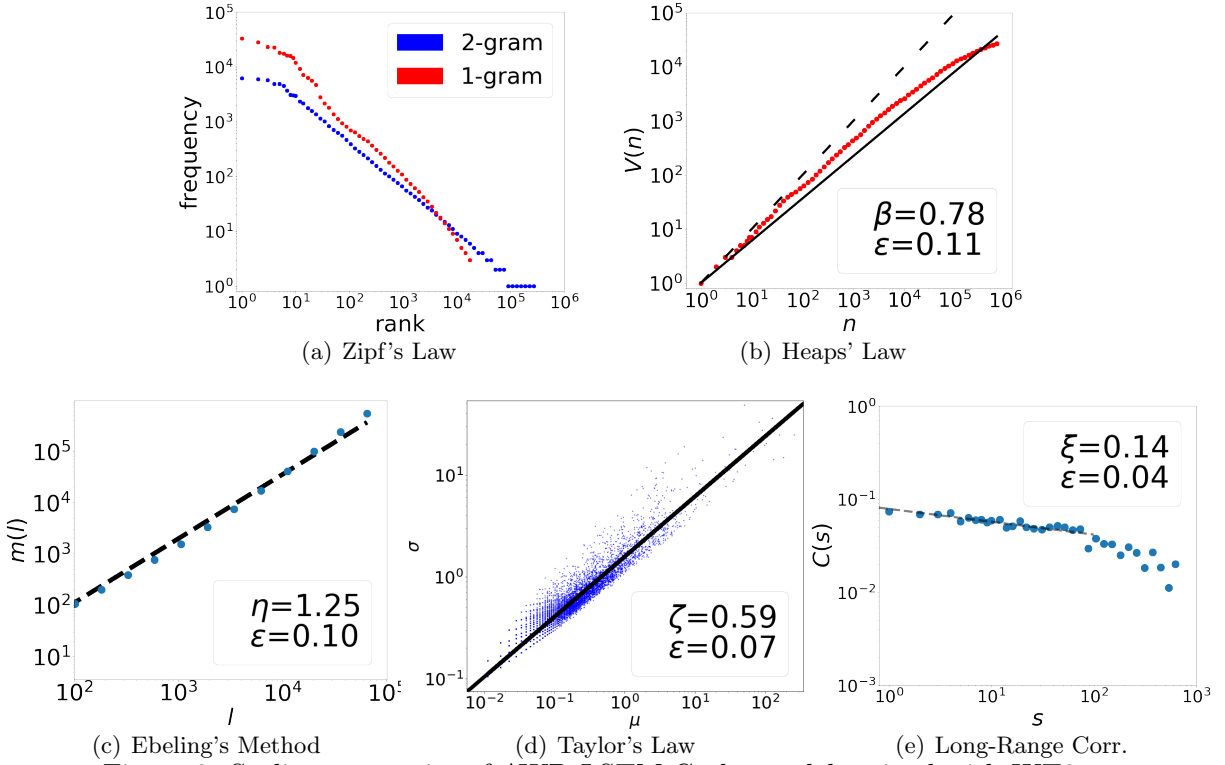 10^5
10^4
10^3
10^2
10^1
10^0
frequency
2-gram
1-gram
10^0 10^1 10^2 10^3 10^4 10^5 10^6
rank
(a) Zipf's Law
10^5
10^4
10^3
10^2
10^1
10^0
V(n)
β=0.78
ε=0.11
10^0 10^1 10^2 10^3 10^4 10^5 10^6
n
(b) Heaps' Law
10^5
10^4
10^3
10^2
10^1
m(l)
η=1.25
ε=0.10
10^2 10^3 10^4 10^5
l
(c) Ebeling's Method
10^1
10^0
10^-1
σ
ζ=0.59
ε=0.07
10^-2 10^-1 10^0 10^1 10^2
μ
(d) Taylor's Law
10^0
10^-1
10^-2
10^-3
C(s)
ξ=0.14
ε=0.04
10^0 10^1 10^2 10^3
s
(e) Long-Range Corr.